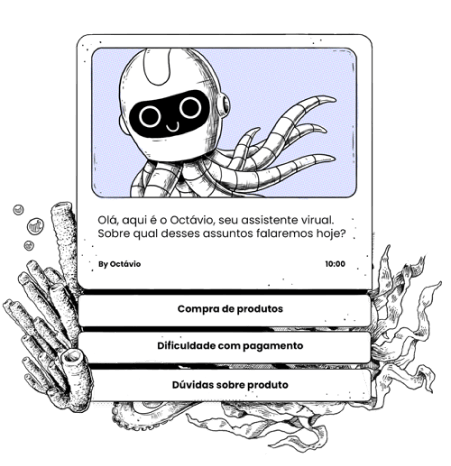 Olá, aqui é o Octávio, seu assistente virual.
Sobre qual desses assuntos falaremos hoje?
By Octávio 10:00
Compra de produtos
Dificuldade com pagamento
Dúvidas sobre produto